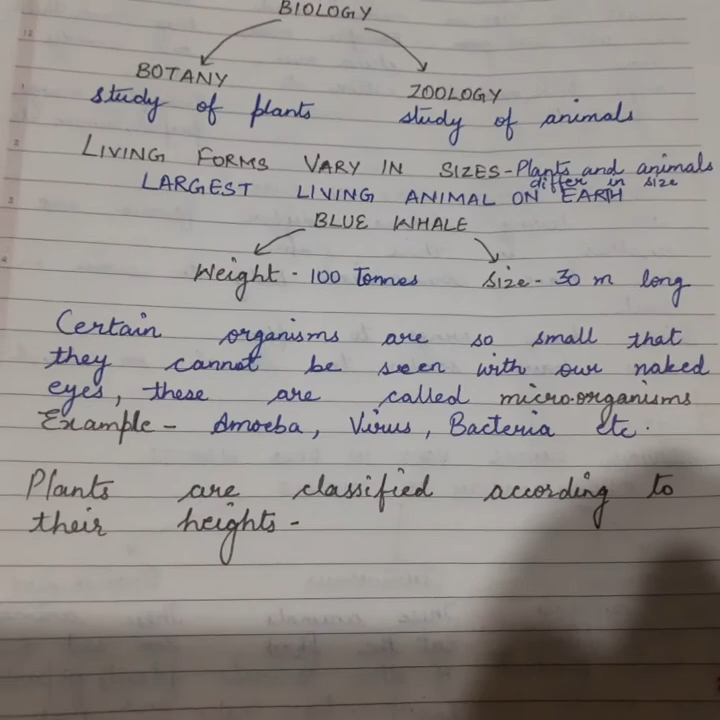 BIOLOGY
BOTANY
study of plants
ZOOLOGY
study of animals
LIVING FORMS VARY IN SIZES - Plants and animals
differ in size
LARGEST LIVING ANIMAL ON EARTH
BLUE WHALE
Weight - 100 Tonnes
Size - 30 m long
Certain organisms are so small that
they cannot be seen with our naked
eyes, these are called micro-organisms
Example - Amoeba, Virus, Bacteria etc.
Plants are classified according to
their heights -